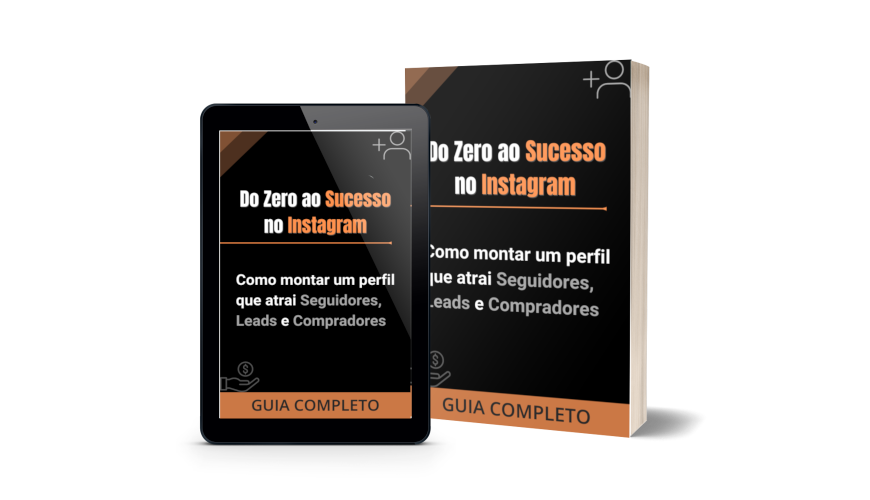 Do Zero ao Sucesso
no Instagram
Como montar um perfil
que atrai Seguidores,
Leads e Compradores
GUIA COMPLETO
Do Zero ao Sucesso
no Instagram
Como montar um perfil
que atrai Seguidores,
Leads e Compradores
GUIA COMPLETO